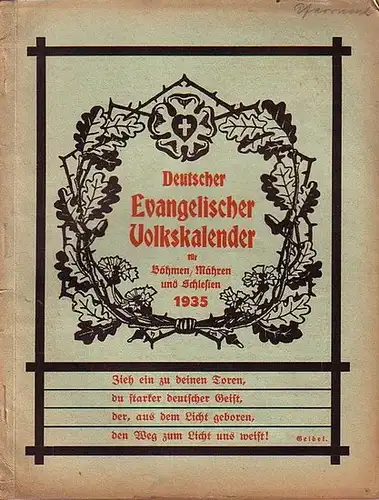 Deutscher
Evangelischer
Volkskalender
für
Böhmen, Mähren
und Schlesien
1935
Zieh ein zu deinen Toren,
du starker deutscher Geist,
der, aus dem Licht geboren,
den Weg zum Licht uns weist! Geibel.